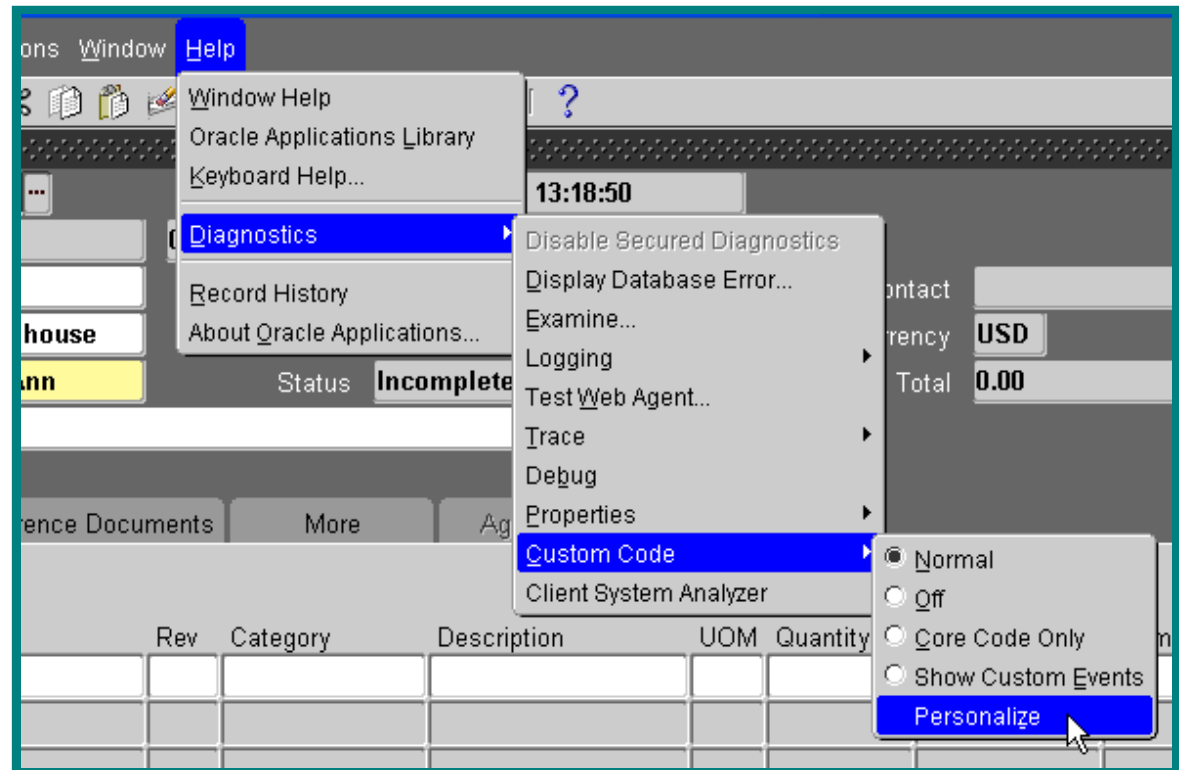 ons Window Help
Window Help
Oracle Applications Library
Keyboard Help...
13:18:50
Diagnostics
Disable Secured Diagnostics
Display Database Error...
ontact
Record History
Examine...
house
About Oracle Applications...
rrency USD
Logging
nn
Status Incomplete
Total 0.00
Test Web Agent...
Trace
Debug
rence Documents More Ag
Properties
Custom Code
Normal
Client System Analyzer
Off
Rev Category Description UOM Quantity
Core Code Only
Show Custom Events
Personalize